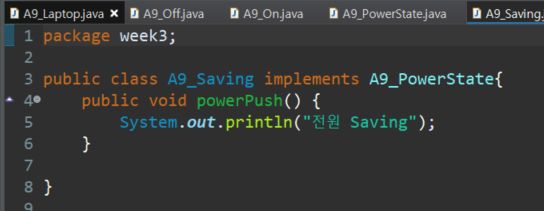 A9_Laptop.java A9_Off.java A9_On.java A9_PowerState.java A9_Saving.
1 package week3;
2
3 public class A9_Saving implements A9_PowerState{
4 public void powerPush() {
5 System.out.println("전원 Saving");
6 }
7
8 }
9